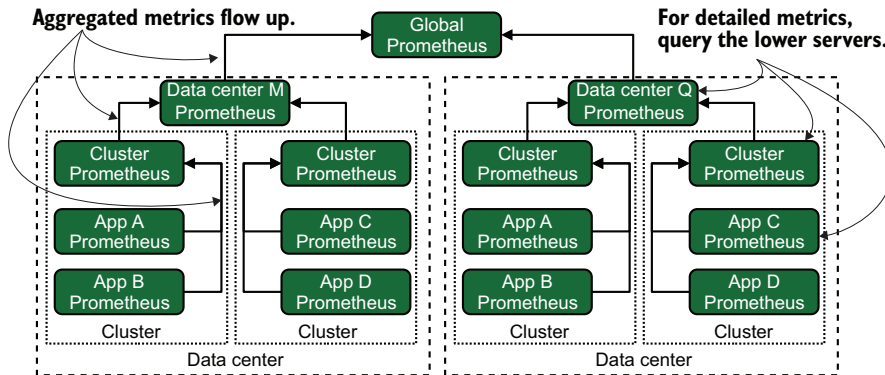 Aggregated metrics flow up.
Global
Prometheus
For detailed metrics,
query the lower servers.
Data center M
Prometheus
Data center Q
Prometheus
Cluster
Prometheus
Cluster
Prometheus
Cluster
Prometheus
Cluster
Prometheus
App A
Prometheus
App C
Prometheus
App A
Prometheus
App C
Prometheus
App B
Prometheus
App D
Prometheus
App B
Prometheus
App D
Prometheus
Cluster
Cluster
Cluster
Cluster
Data center
Data center